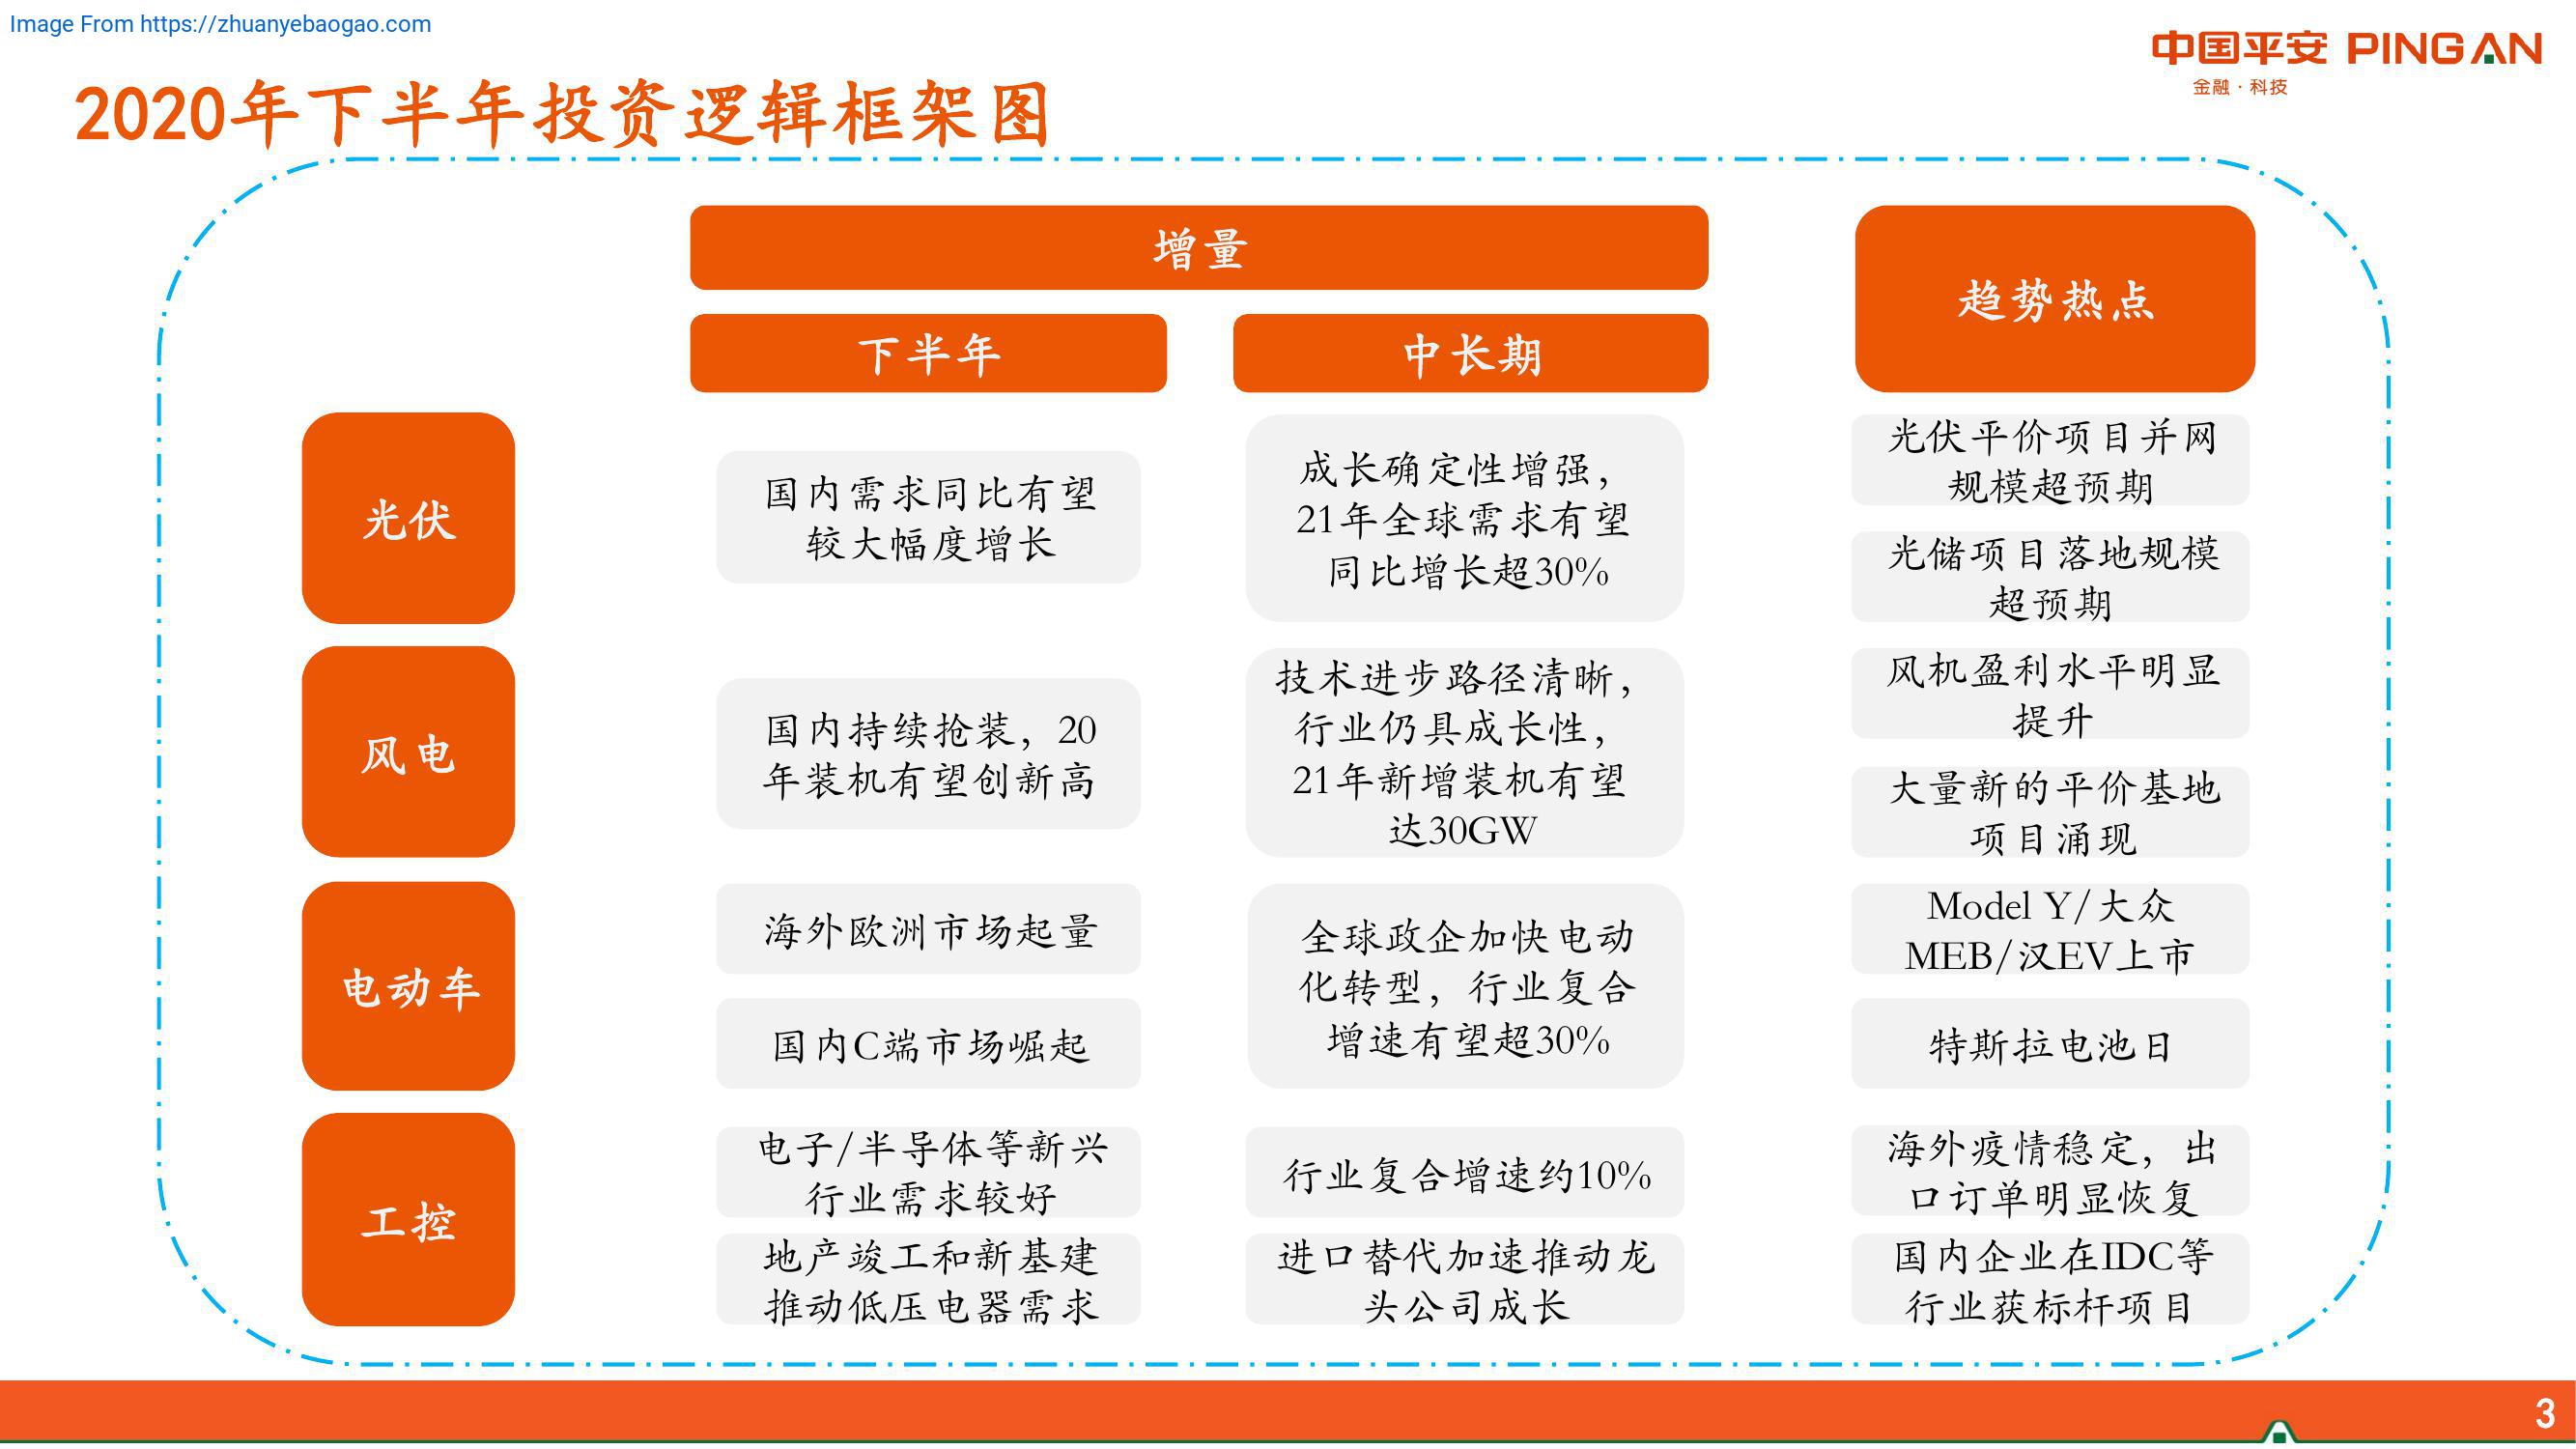 Image From https://zhuanyebaogao.com
中国平安 PINGAN
金融·科技
2020年下半年投资逻辑框架图
增量
趋势热点
下半年
中长期
光伏
国内需求同比有望
较大幅度增长
成长确定性增强，
21年全球需求有望
同比增长超30%
光伏平价项目并网
规模超预期
光储项目落地规模
超预期
风电
国内持续抢装，20
年装机有望创新高
技术进步路径清晰，
行业仍具成长性，
21年新增装机有望
达30GW
风机盈利水平明显
提升
大量新的平价基地
项目涌现
电动车
海外欧洲市场起量
国内C端市场崛起
全球政企加快电动
化转型，行业复合
增速有望超30%
Model Y/大众
MEB/汉EV上市
特斯拉电池日
工控
电子/半导体等新兴
行业需求较好
地产竣工和新基建
推动低压电器需求
行业复合增速约10%
进口替代加速推动龙
头公司成长
海外疫情稳定，出
口订单明显恢复
国内企业在IDC等
行业获标杆项目
3